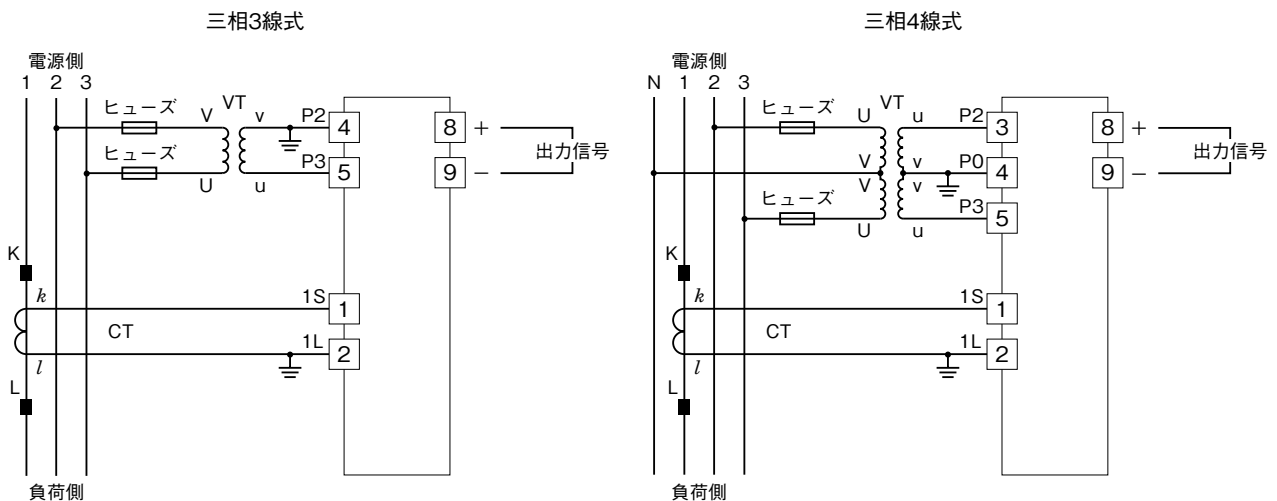 三相3線式
電源側
1 2 3
ヒューズ
V VT v P2 4
8 +
ヒューズ
U u P3 5
9 −
出力信号
K
k
1S 1
CT
1L 2
l
L
負荷側
三相4線式
電源側
N 1 2 3
ヒューズ
U VT u P2 3
8 +
V v P0 4
V v
9 −
出力信号
ヒューズ
U u P3 5
K
k
1S 1
CT
1L 2
l
L
負荷側